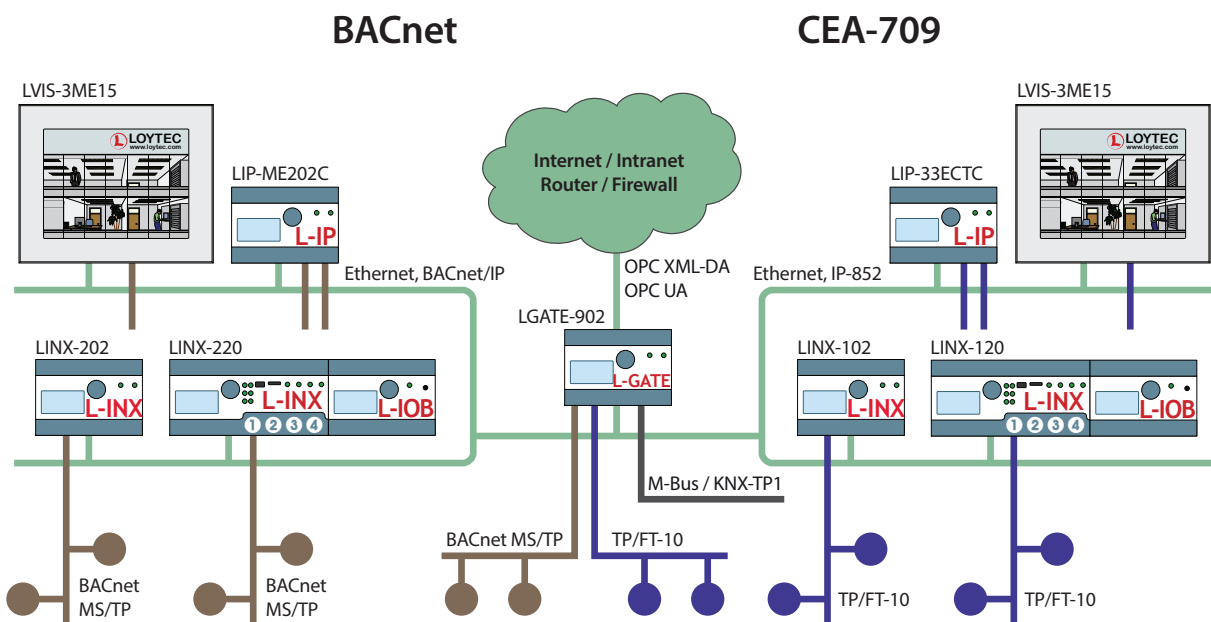 BACnet
CEA-709
LVIS-3ME15
LOYTEC
www.loytec.com
LIP-ME202C
L-IP
Internet / Intranet
Router / Firewall
LIP-33ECTC
L-IP
LVIS-3ME15
LOYTEC
www.loytec.com
Ethernet, BACnet/IP
OPC XML-DA
OPC UA
Ethernet, IP-852
LGATE-902
L-GATE
LINX-202
L-INX
LINX-220
L-INX
1 2 3 4
L-IOB
LINX-102
L-INX
LINX-120
L-INX
1 2 3 4
L-IOB
M-Bus / KNX-TP1
BACnet MS/TP
TP/FT-10
BACnet
MS/TP
BACnet
MS/TP
TP/FT-10
TP/FT-10